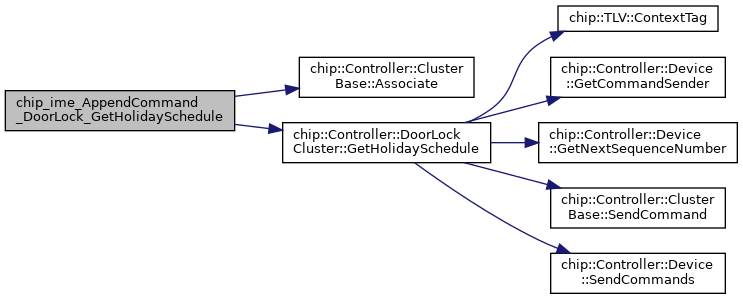 chip_ime_AppendCommand
_DoorLock_GetHolidaySchedule
chip::Controller::Cluster
Base::Associate
chip::Controller::DoorLock
Cluster::GetHolidaySchedule
chip::TLV::ContextTag
chip::Controller::Device
::GetCommandSender
chip::Controller::Device
::GetNextSequenceNumber
chip::Controller::Cluster
Base::SendCommand
chip::Controller::Device
::SendCommands